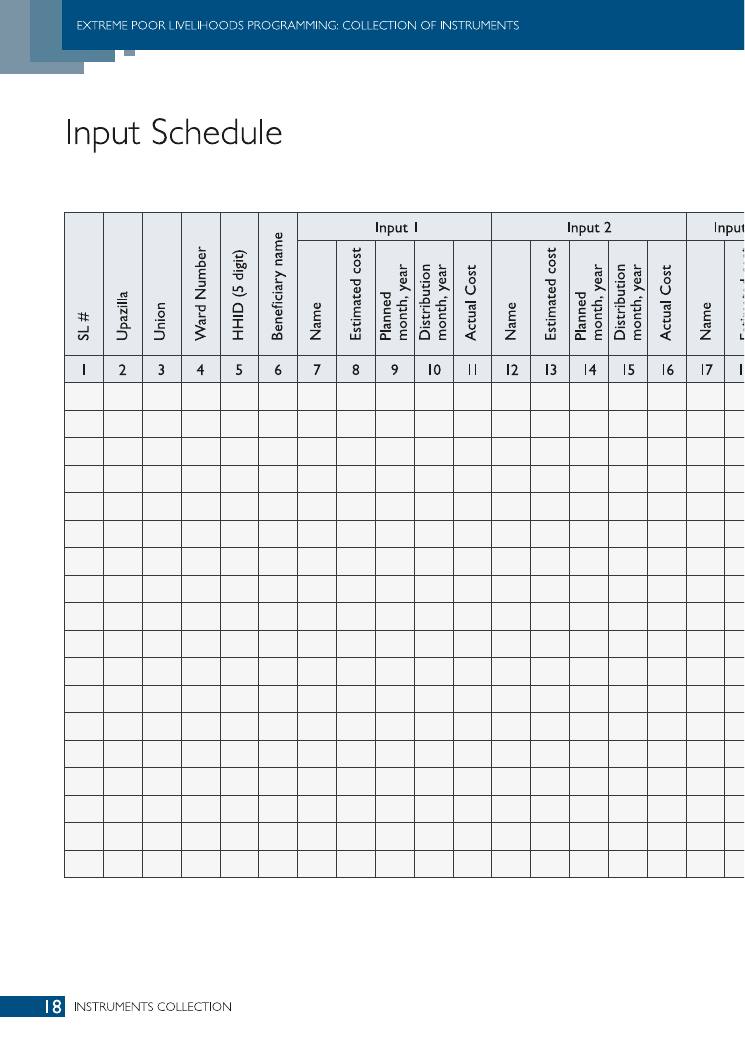 EXTREME POOR LIVELIHOODS PROGRAMMING: COLLECTION OF INSTRUMENTS
Input Schedule
Input 1
Input 2
Input
SL #
Upazilla
Union
Ward Number
HHID (5 digit)
Beneficiary name
Name
Estimated cost
Planned
month, year
Distribution
month, year
Actual Cost
Name
Estimated cost
Planned
month, year
Distribution
month, year
Actual Cost
Name
1 2 3 4 5 6 7 8 9 10 11 12 13 14 15 16 17
18 INSTRUMENTS COLLECTION